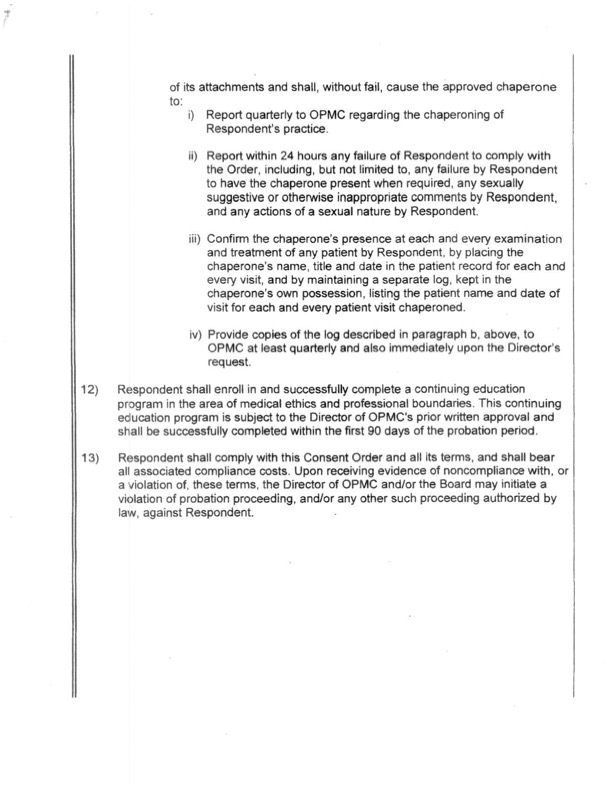 of its attachments and shall, without fail, cause the approved chaperone
to:
i) Report quarterly to OPMC regarding the chaperoning of
Respondent's practice.
ii) Report within 24 hours any failure of Respondent to comply with
the Order, including, but not limited to, any failure by Respondent
to have the chaperone present when required, any sexually
suggestive or otherwise inappropriate comments by Respondent,
and any actions of a sexual nature by Respondent.
iii) Confirm the chaperone's presence at each and every examination
and treatment of any patient by Respondent, by placing the
chaperone's name, title and date in the patient record for each and
every visit, and by maintaining a separate log, kept in the
chaperone's own possession, listing the patient name and date of
visit for each and every patient visit chaperoned.
iv) Provide copies of the log described in paragraph b, above, to
OPMC at least quarterly and also immediately upon the Director's
request.
12) Respondent shall enroll in and successfully complete a continuing education
program in the area of medical ethics and professional boundaries. This continuing
education program is subject to the Director of OPMC's prior written approval and
shall be successfully completed within the first 90 days of the probation period.
13) Respondent shall comply with this Consent Order and all its terms, and shall bear
all associated compliance costs. Upon receiving evidence of noncompliance with, or
a violation of, these terms, the Director of OPMC and/or the Board may initiate a
violation of probation proceeding, and/or any other such proceeding authorized by
law, against Respondent.